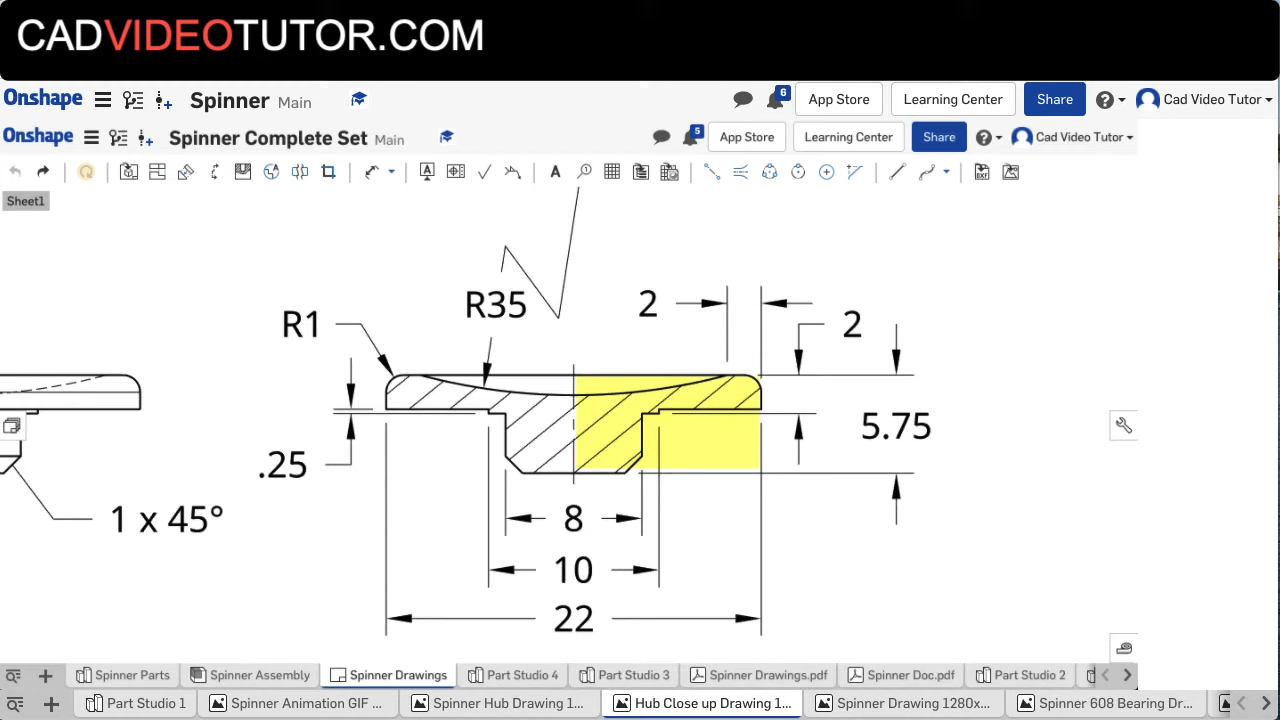 CADVIDEOTUTOR.COM
Onshape Spinner Main 6 App Store Learning Center Share Cad Video Tutor
Onshape Spinner Complete Set Main 5 App Store Learning Center Share Cad Video Tutor
A A
Sheet1
R1 R35 2 2
5.75
.25
1 x 45°
8
10
22
Spinner Parts Spinner Assembly Spinner Drawings Part Studio 4 Part Studio 3 Spinner Drawings.pdf Spinner Doc.pdf Part Studio 2
Part Studio 1 Spinner Animation GIF ... Spinner Hub Drawing 1... Hub Close up Drawing 1... Spinner Drawing 1280x... Spinner 608 Bearing Dr...